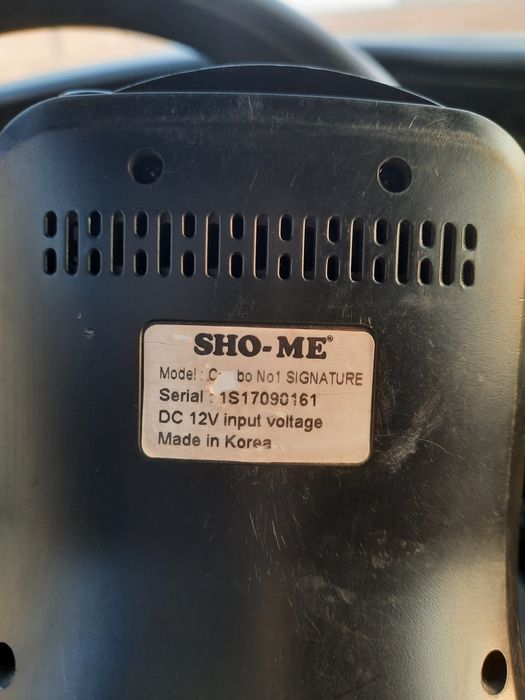 SHO-ME®
Model : No1 SIGNATURE
Serial : 1S17090161
DC 12V input voltage
Made in Korea